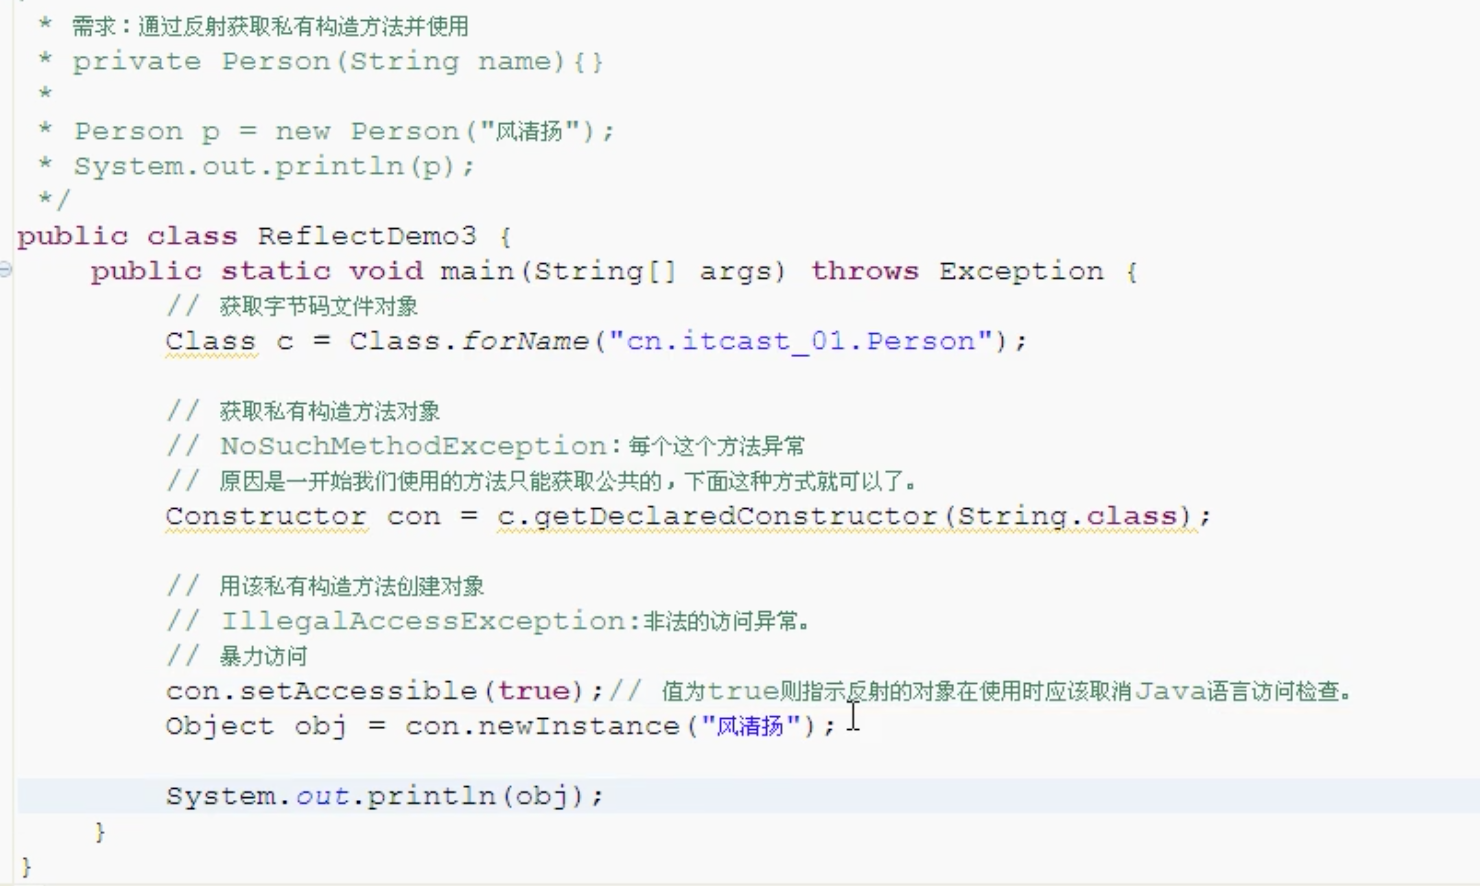 * 需求：通过反射获取私有构造方法并使用
* private Person(String name){}
*
* Person p = new Person("风清扬");
* System.out.println(p);
*/
public class ReflectDemo3 {
public static void main(String[] args) throws Exception {
// 获取字节码文件对象
Class c = Class.forName("cn.itcast_01.Person");
// 获取私有构造方法对象
// NoSuchMethodException：每个这个方法异常
// 原因是一开始我们使用的方法只能获取公共的，下面这种方式就可以了。
Constructor con = c.getDeclaredConstructor(String.class);
// 用该私有构造方法创建对象
// IllegalAccessException:非法的访问异常。
// 暴力访问
con.setAccessible(true);// 值为true则指示反射的对象在使用时应该取消Java语言访问检查。
Object obj = con.newInstance("风清扬");
System.out.println(obj);
}
}